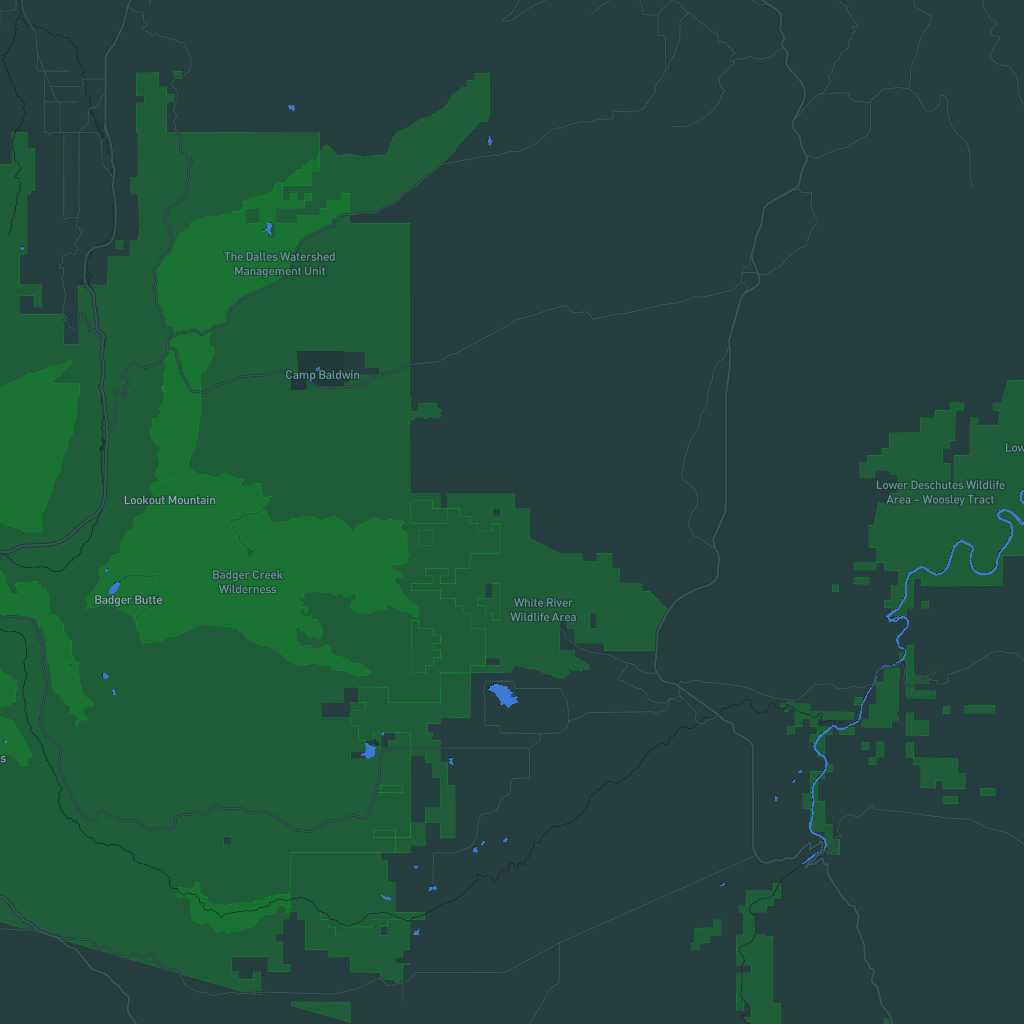 The Dalles Watershed
Management Unit
Camp Baldwin
Low
Lower Deschutes Wildlife
Area – Woosley Tract
Lookout Mountain
Badger Creek
Wilderness
Badger Butte
White River
Wildlife Area
s